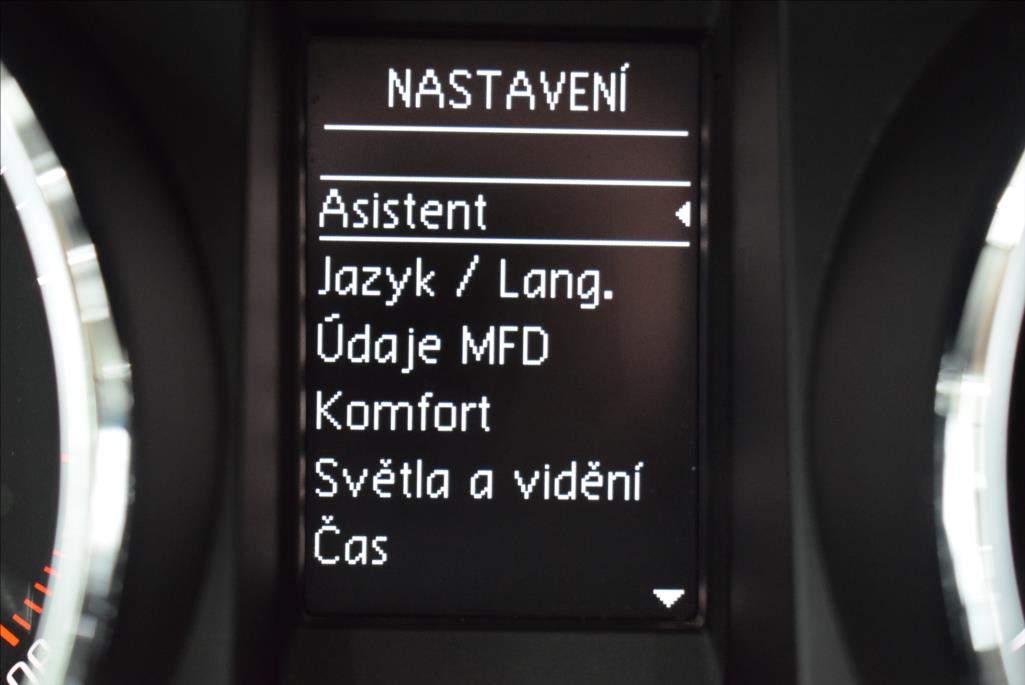 NASTAVENÍ
Asistent
Jazyk / Lang.
Údaje MFD
Komfort
Světla a vidění
Čas